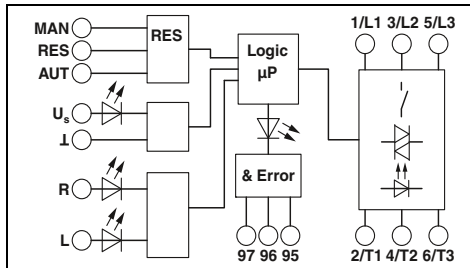 MAN
RES
AUT
RES
Us
⊥
R
L
Logic
µP
& Error
97 96 95
1/L1 3/L2 5/L3
2/T1 4/T2 6/T3